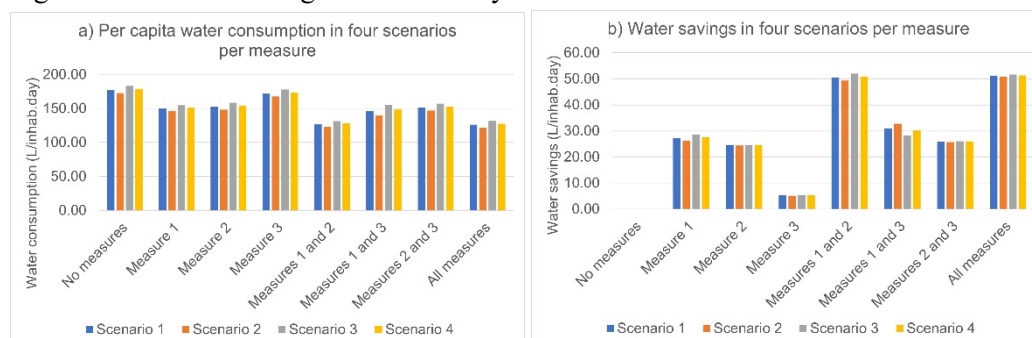 a) Per capita water consumption in four scenarios
per measure
Water consumption (L/inhab.day)
200.00
150.00
100.00
50.00
0.00
No measures
Measure 1
Measure 2
Measure 3
Measures 1 and 2
Measures 1 and 3
Measures 2 and 3
All measures
Scenario 1 Scenario 2 Scenario 3 Scenario 4
b) Water savings in four scenarios per measure
Water savings (L/inhab.day)
60.00
50.00
40.00
30.00
20.00
10.00
0.00
No measures
Measure 1
Measure 2
Measure 3
Measures 1 and 2
Measures 1 and 3
Measures 2 and 3
All measures
Scenario 1 Scenario 2 Scenario 3 Scenario 4